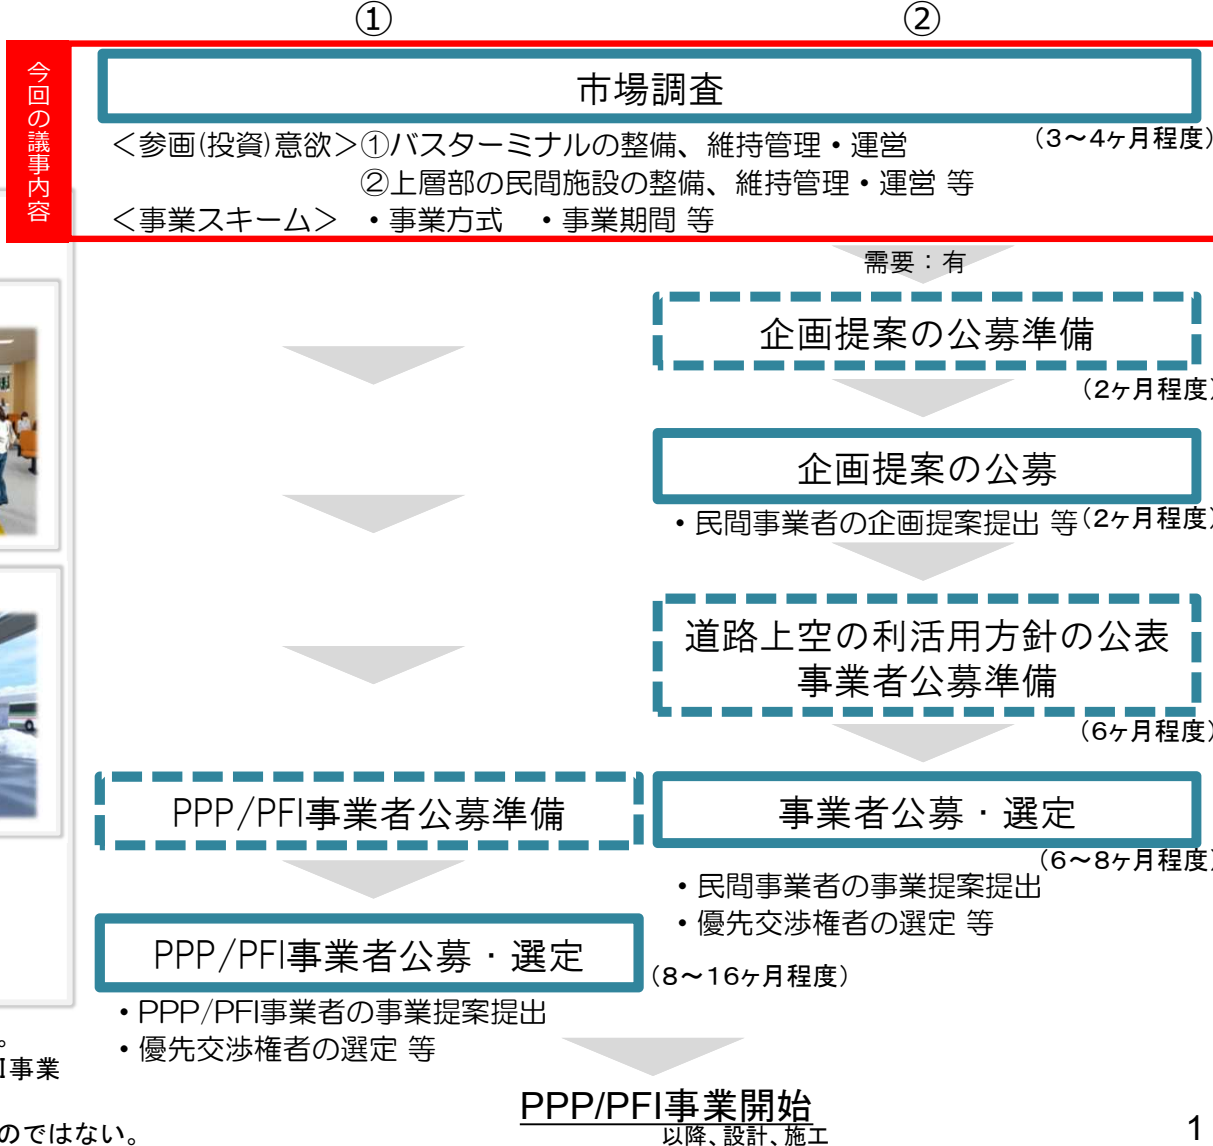 ①
②
今回の議事内容
市場調査
＜参画(投資)意欲＞①バスターミナルの整備、維持管理・運営
(3～4ヶ月程度)
②上層部の民間施設の整備、維持管理・運営 等
＜事業スキーム＞ ・事業方式 ・事業期間 等
需要：有
企画提案の公募準備
(2ヶ月程度)
企画提案の公募
・民間事業者の企画提案提出 等
(2ヶ月程度)
道路上空の利活用方針の公表
事業者公募準備
(6ヶ月程度)
PPP/PFI事業者公募準備
事業者公募・選定
(6～8ヶ月程度)
・民間事業者の事業提案提出
・優先交渉権者の選定 等
PPP/PFI事業者公募・選定
(8～16ヶ月程度)
・PPP/PFI事業者の事業提案提出
・優先交渉権者の選定 等
。
I事業
のではない。
PPP/PFI事業開始
以降、設計、施工
1